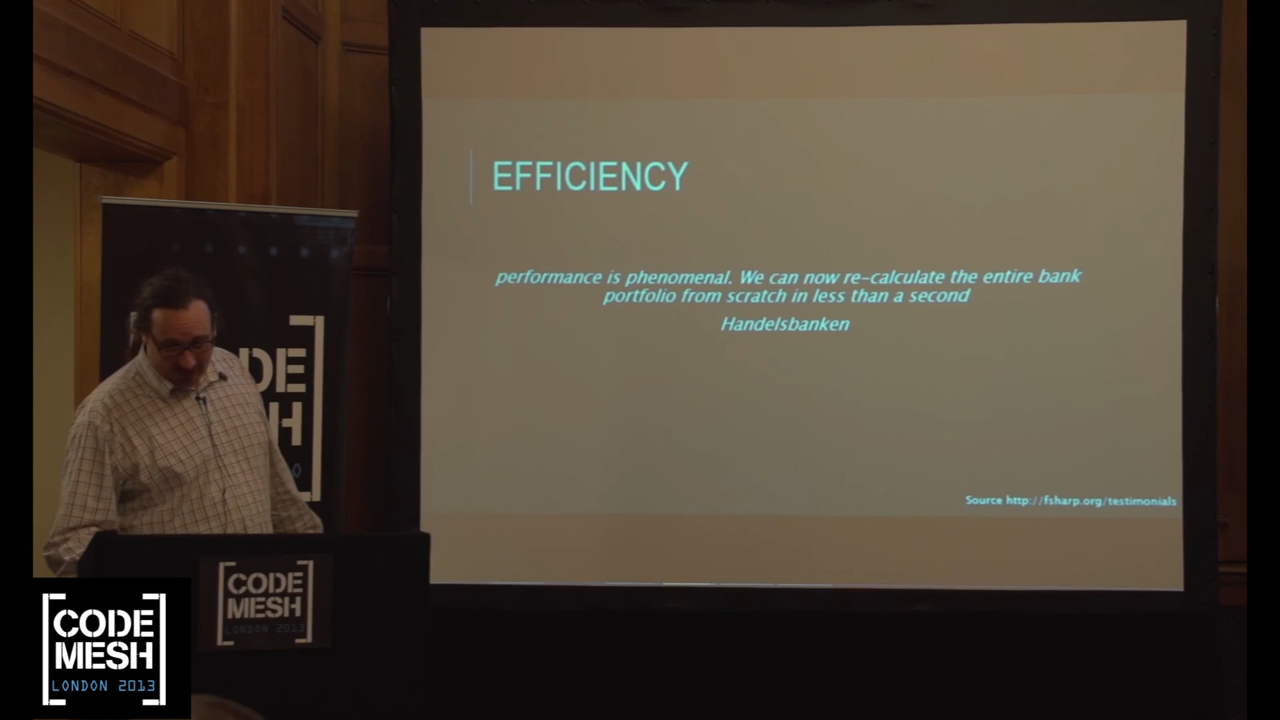 EFFICIENCY
performance is phenomenal. We can now re-calculate the entire bank
portfolio from scratch in less than a second
Handelsbanken
Source http://fsharp.org/testimonials
ODE
H
CODE
MESH
LONDON 2013
CODE
MESH
LONDON 2013